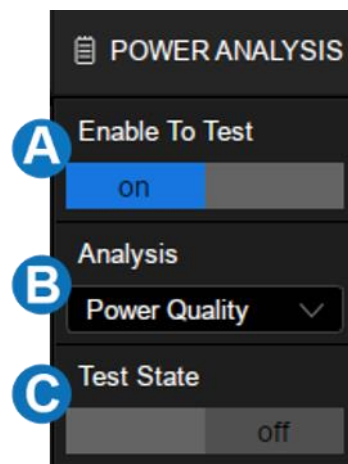 POWER ANALYSIS
A
Enable To Test
on
B
Analysis
Power Quality
C
Test State
off